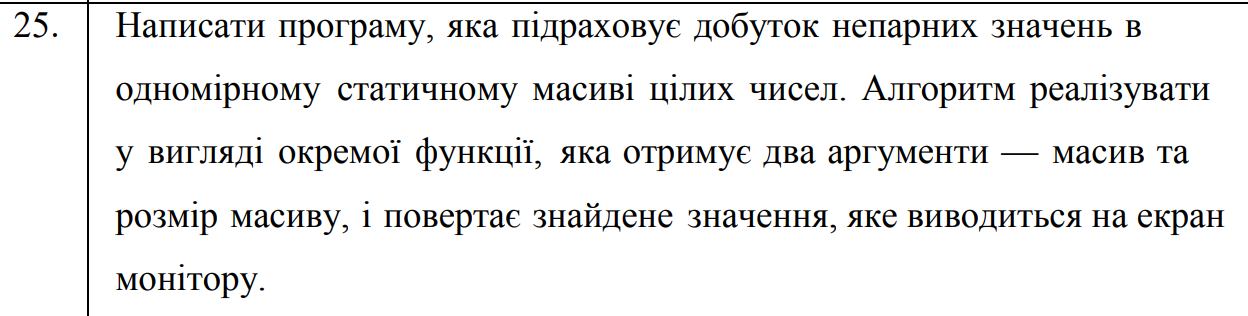 25. Написати програму, яка підраховує добуток непарних значень в
одномірному статичному масиві цілих чисел. Алгоритм реалізувати
у вигляді окремої функції, яка отримує два аргументи — масив та
розмір масиву, і повертає знайдене значення, яке виводиться на екран
монітору.